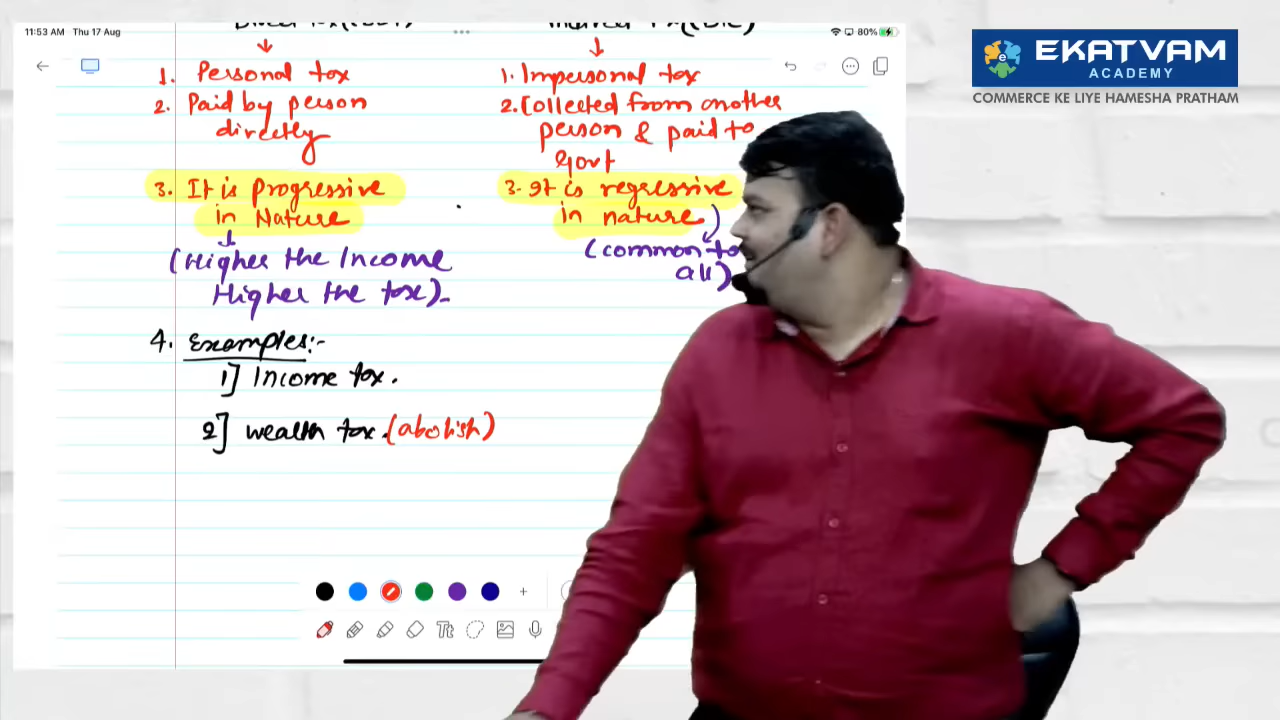 11:53 AM Thu 17 Aug
80%
EKATVAM
ACADEMY
COMMERCE KE LIYE HAMESHA PRATHAM
1. Personal tax
2. Paid by person
directly
3. It is Progressive
in Nature
(Higher the Income
Higher the tax).
4. Examples:-
1] Income tax.
2] wealth tax. (abolish)
1. Impersonal tax
2. Collected from another
person & paid to
Govt
3. It is regressive
in nature
(common to
all)
Tt